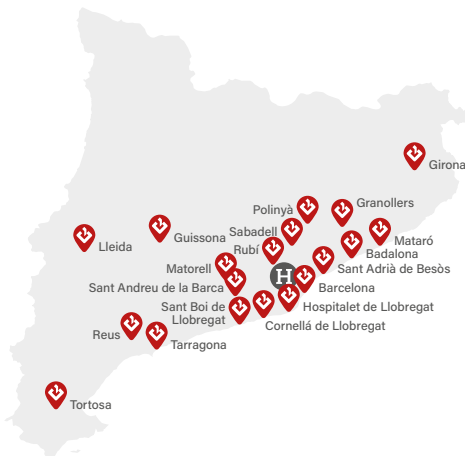 Girona
Polinyà
Granollers
Sabadell
Mataró
Guissona
Lleida
Rubí
Badalona
Matorell
Sant Adrià de Besòs
Sant Andreu de la Barca
H
Barcelona
Sant Boi de
Llobregat
Hospitalet de Llobregat
Cornellá de Llobregat
Reus
Tarragona
Tortosa